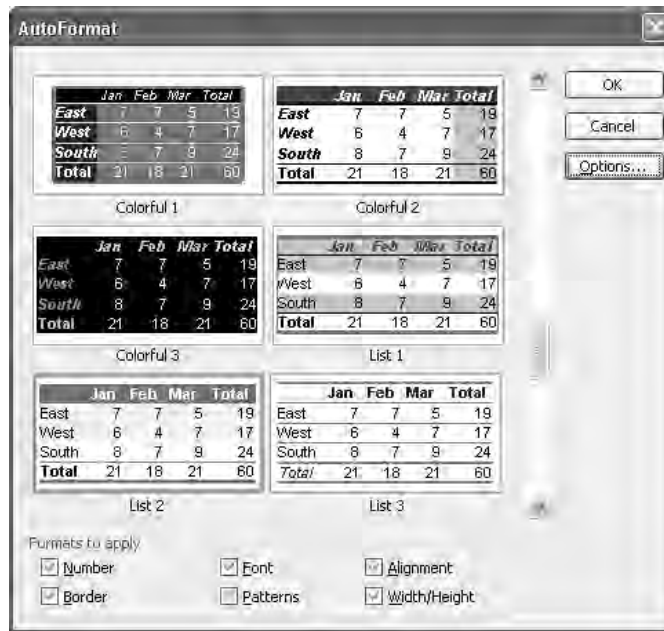 AutoFormat
Jan Feb Mar Total
East 7 7 5 19
West 6 4 7 17
South 8 7 9 24
Total 21 18 21 60
Colorful 1
Jan Feb Mar Total
East 7 7 5 19
West 6 4 7 17
South 8 7 9 24
Total 21 18 21 60
Colorful 2
OK
Cancel
Options...
Jan Feb Mar Total
East 7 7 5 19
West 6 4 7 17
South 8 7 9 24
Total 21 18 21 60
Colorful 3
Jan Feb Mar Total
East 7 7 5 19
West 6 4 7 17
South 8 7 9 24
Total 21 18 21 60
List 1
Jan Feb Mar Total
East 7 7 5 19
West 6 4 7 17
South 8 7 9 24
Total 21 18 21 60
List 2
Jan Feb Mar Total
East 7 7 5 19
West 6 4 7 17
South 8 7 9 24
Total 21 18 21 60
List 3
Formats to apply
Number Font Alignment
Border Patterns Width/Height